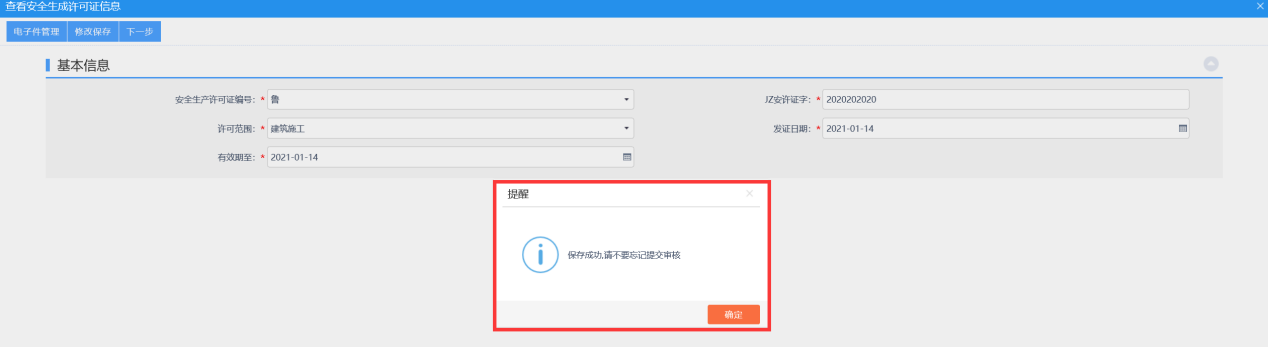 查看安全生成许可证信息
电子件管理 修改保存 下一步
基本信息
安全生产许可证编号: * 鲁 JZ安许证字: * 2020202020
许可范围: * 建筑施工 发证日期: * 2021-01-14
有效期至: * 2021-01-14
提醒
保存成功,请不要忘记提交审核
确定